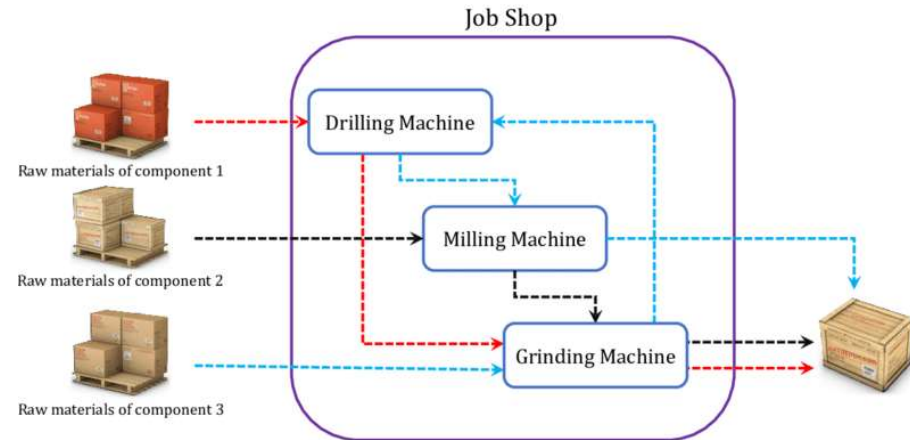 Job Shop
Drilling Machine
Raw materials of component 1
Milling Machine
Raw materials of component 2
Grinding Machine
Raw materials of component 3